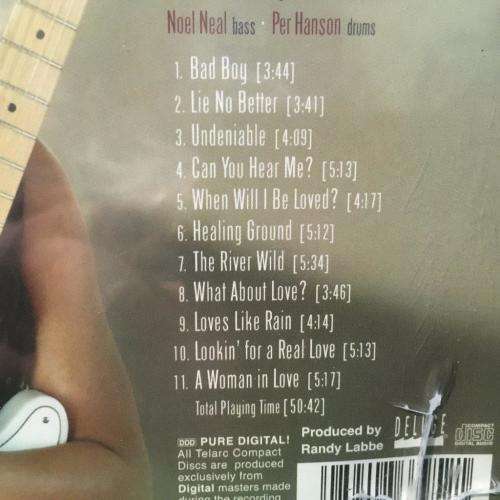 Noel Neal bass · Per Hanson drums
1. Bad Boy [3:44]
2. Lie No Better [3:41]
3. Undeniable [4:09]
4. Can You Hear Me? [5:13]
5. When Will I Be Loved? [4:17]
6. Healing Ground [5:12]
7. The River Wild [5:34]
8. What About Love? [3:46]
9. Loves Like Rain [4:14]
10. Lookin' for a Real Love [5:13]
11. A Woman in Love [5:17]
Total Playing Time [50:42]
DDD PURE DIGITAL!
All Telarc Compact
Discs are produced
exclusively from
Digital masters made
during the recording
Produced by
Randy Labbe
DELUGE
COMPACT
disc
DIGITAL AUDIO